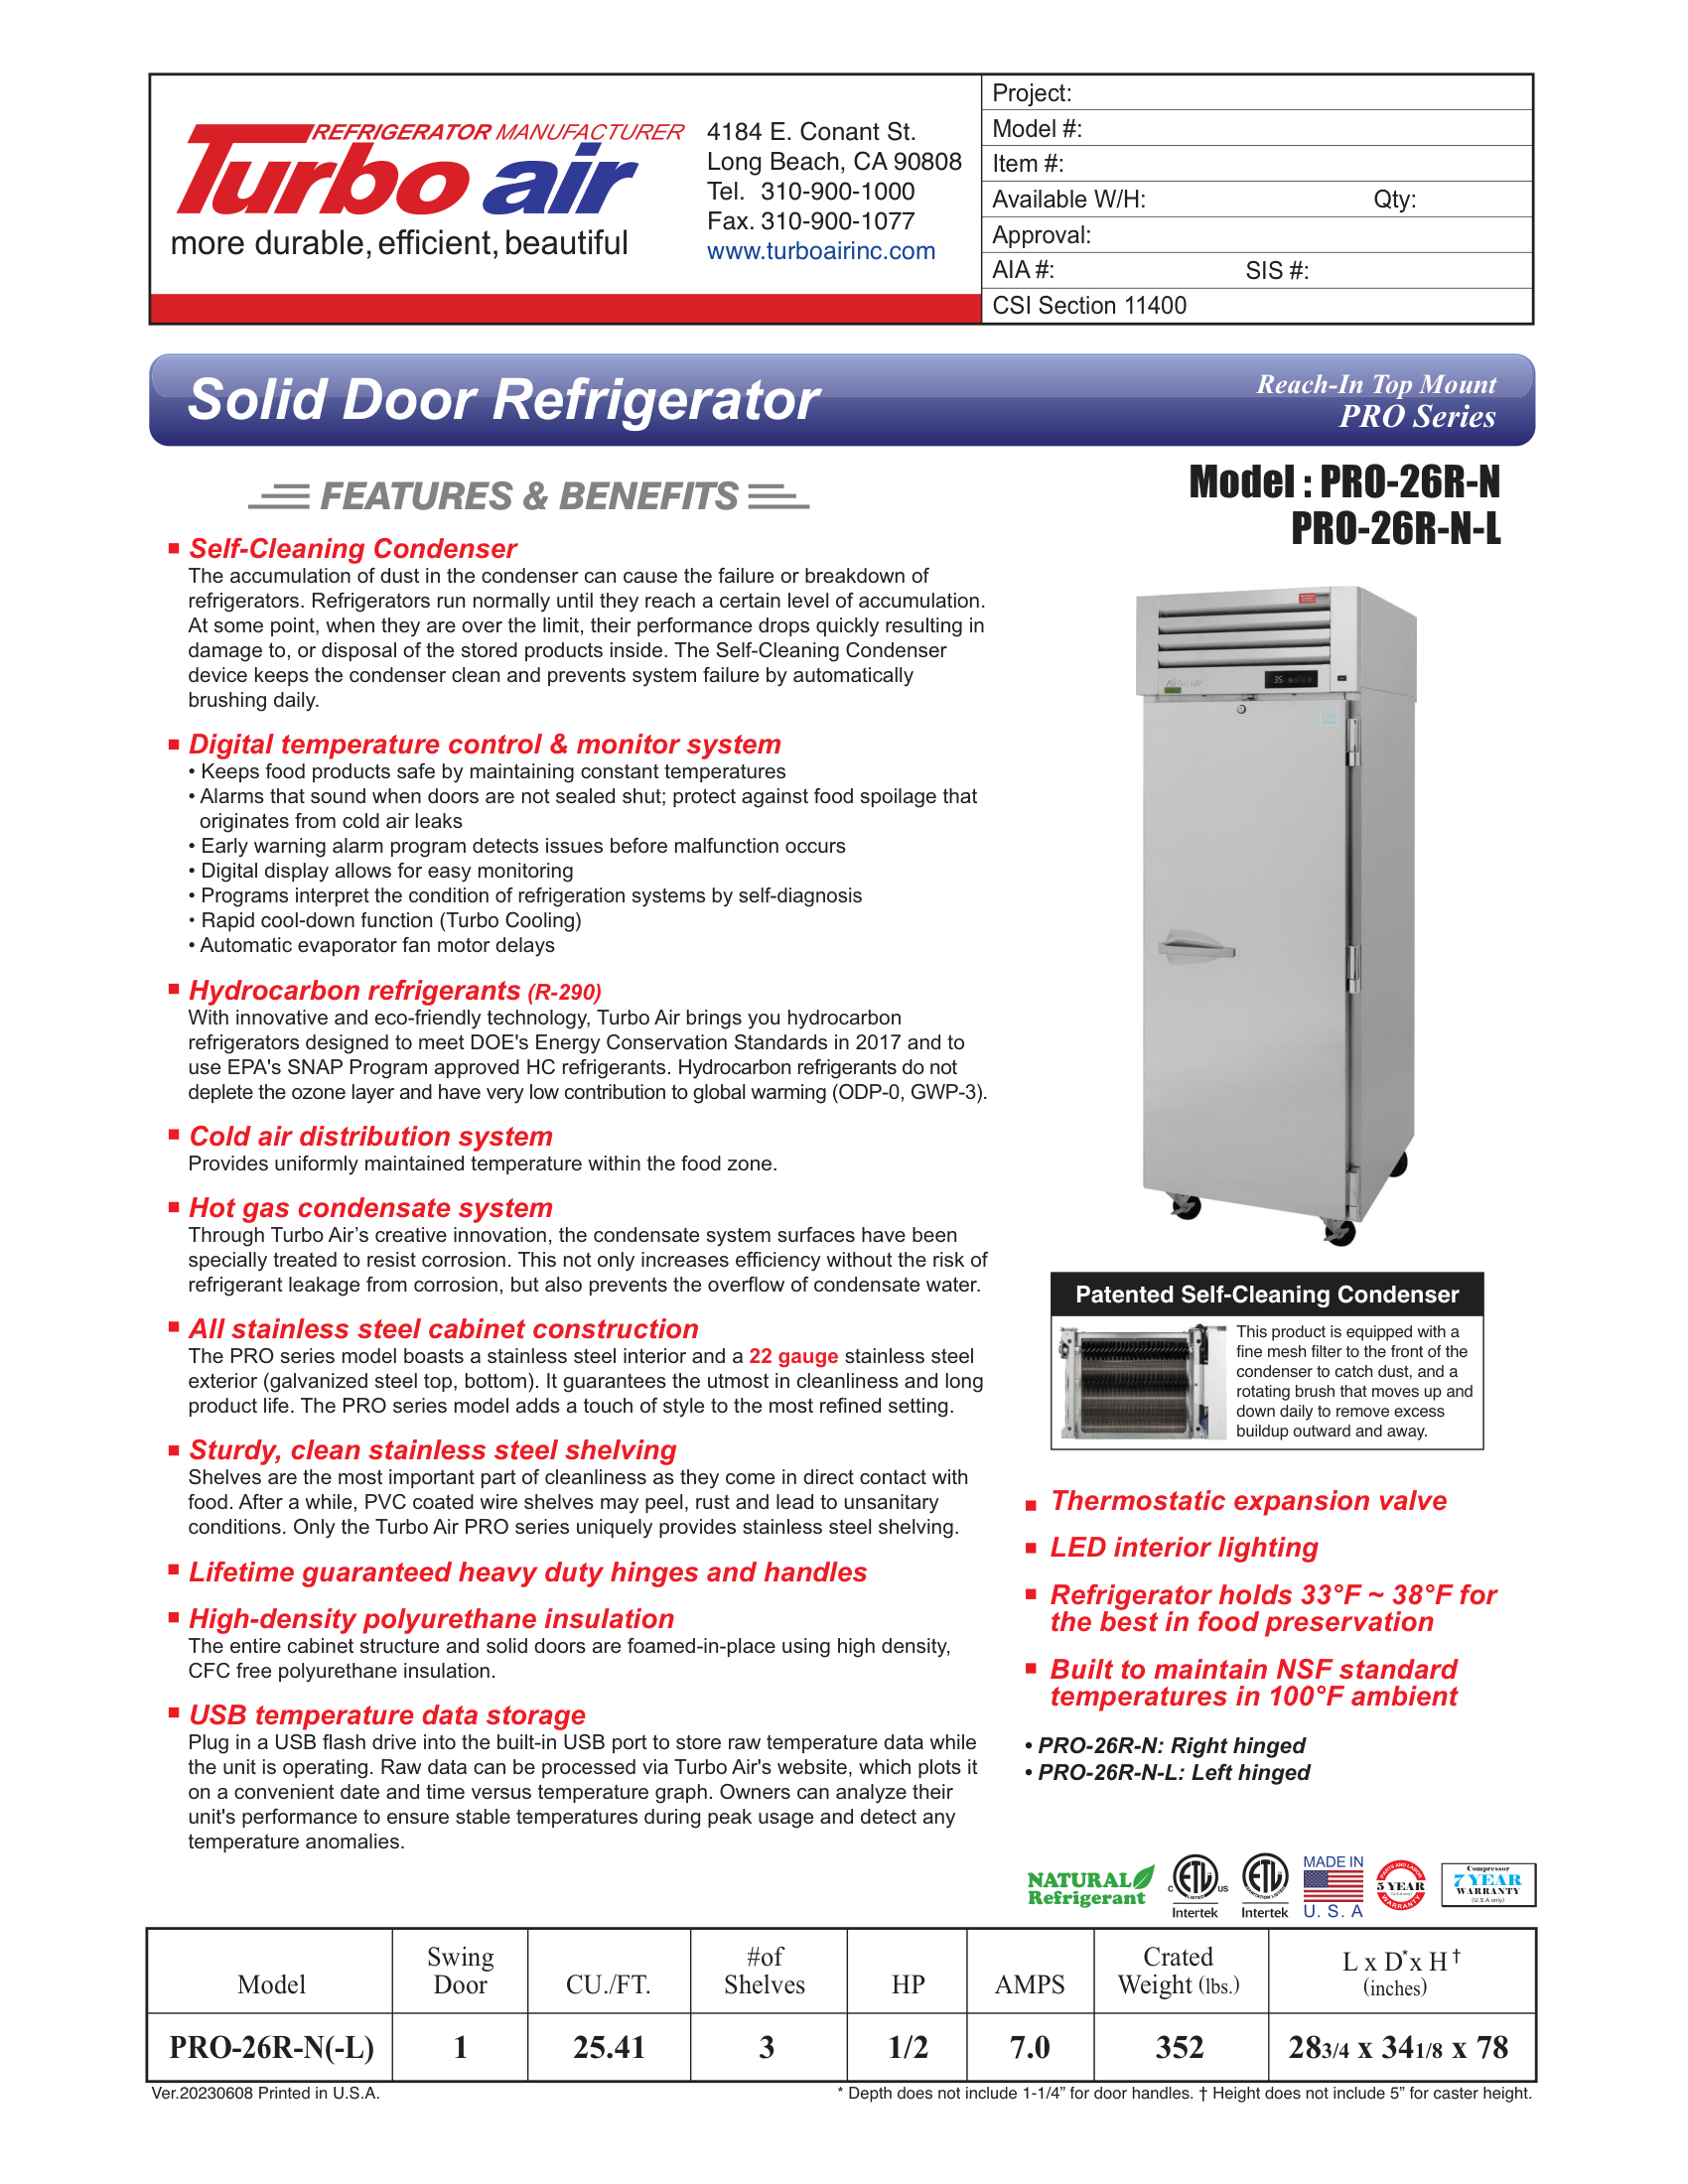 REFRIGERATOR MANUFACTURER
Turbo air
more durable, efficient, beautiful
4184 E. Conant St.
Long Beach, CA 90808
Tel. 310-900-1000
Fax. 310-900-1077
www.turboairinc.com
Project:
Model #:
Item #:
Available W/H: Qty:
Approval:
AIA #: SIS #:
CSI Section 11400
Solid Door Refrigerator
Reach-In Top Mount
PRO Series
FEATURES & BENEFITS
Model : PRO-26R-N
PRO-26R-N-L
Self-Cleaning Condenser
The accumulation of dust in the condenser can cause the failure or breakdown of
refrigerators. Refrigerators run normally until they reach a certain level of accumulation.
At some point, when they are over the limit, their performance drops quickly resulting in
damage to, or disposal of the stored products inside. The Self-Cleaning Condenser
device keeps the condenser clean and prevents system failure by automatically
brushing daily.
Digital temperature control & monitor system
• Keeps food products safe by maintaining constant temperatures
• Alarms that sound when doors are not sealed shut; protect against food spoilage that
originates from cold air leaks
• Early warning alarm program detects issues before malfunction occurs
• Digital display allows for easy monitoring
• Programs interpret the condition of refrigeration systems by self-diagnosis
• Rapid cool-down function (Turbo Cooling)
• Automatic evaporator fan motor delays
Hydrocarbon refrigerants (R-290)
With innovative and eco-friendly technology, Turbo Air brings you hydrocarbon
refrigerators designed to meet DOE's Energy Conservation Standards in 2017 and to
use EPA's SNAP Program approved HC refrigerants. Hydrocarbon refrigerants do not
deplete the ozone layer and have very low contribution to global warming (ODP-0, GWP-3).
Cold air distribution system
Provides uniformly maintained temperature within the food zone.
Hot gas condensate system
Through Turbo Air’s creative innovation, the condensate system surfaces have been
specially treated to resist corrosion. This not only increases efficiency without the risk of
refrigerant leakage from corrosion, but also prevents the overflow of condensate water.
All stainless steel cabinet construction
The PRO series model boasts a stainless steel interior and a 22 gauge stainless steel
exterior (galvanized steel top, bottom). It guarantees the utmost in cleanliness and long
product life. The PRO series model adds a touch of style to the most refined setting.
Sturdy, clean stainless steel shelving
Shelves are the most important part of cleanliness as they come in direct contact with
food. After a while, PVC coated wire shelves may peel, rust and lead to unsanitary
conditions. Only the Turbo Air PRO series uniquely provides stainless steel shelving.
Lifetime guaranteed heavy duty hinges and handles
High-density polyurethane insulation
The entire cabinet structure and solid doors are foamed-in-place using high density,
CFC free polyurethane insulation.
USB temperature data storage
Plug in a USB flash drive into the built-in USB port to store raw temperature data while
the unit is operating. Raw data can be processed via Turbo Air's website, which plots it
on a convenient date and time versus temperature graph. Owners can analyze their
unit's performance to ensure stable temperatures during peak usage and detect any
temperature anomalies.
35
Patented Self-Cleaning Condenser
This product is equipped with a
fine mesh filter to the front of the
condenser to catch dust, and a
rotating brush that moves up and
down daily to remove excess
buildup outward and away.
Thermostatic expansion valve
LED interior lighting
Refrigerator holds 33°F ~ 38°F for
the best in food preservation
Built to maintain NSF standard
temperatures in 100°F ambient
• PRO-26R-N: Right hinged
• PRO-26R-N-L: Left hinged
NATURAL
Refrigerant
C ETL US
LISTED
Intertek
ETL
SANITATION LISTED
Intertek
MADE IN
U. S. A
PARTS AND LABOR
5 YEAR
WARRANTY
Compressor
7 YEAR
WARRANTY
(U.S.A only)
Model Swing Door CU./FT. #of Shelves HP AMPS Crated Weight (lbs.) L x D* x H† (inches)
PRO-26R-N(-L) 1 25.41 3 1/2 7.0 352 28 3/4 x 34 1/8 x 78
Ver.20230608 Printed in U.S.A.
* Depth does not include 1-1/4” for door handles. † Height does not include 5” for caster height.